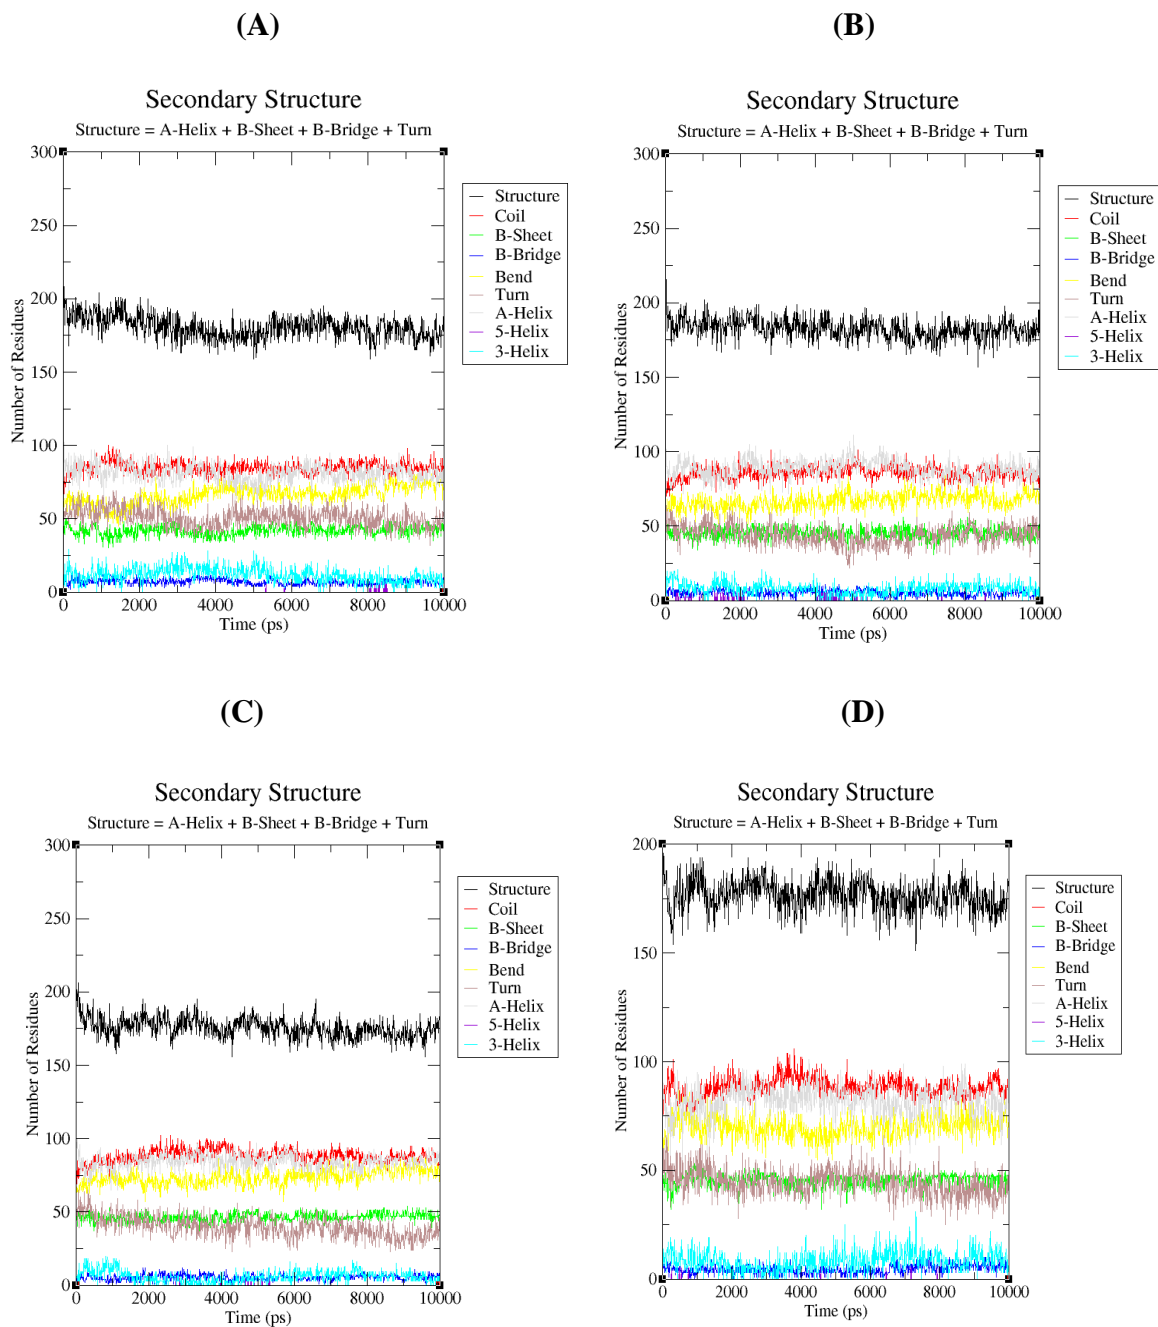 (A)
Secondary Structure
Structure = A-Helix + B-Sheet + B-Bridge + Turn
Number of Residues
300
250
200
150
100
50
0
0 2000 4000 6000 8000 10000
Time (ps)
Structure
Coil
B-Sheet
B-Bridge
Bend
Turn
A-Helix
5-Helix
3-Helix
(B)
Secondary Structure
Structure = A-Helix + B-Sheet + B-Bridge + Turn
Number of Residues
300
250
200
150
100
50
0
0 2000 4000 6000 8000 10000
Time (ps)
Structure
Coil
B-Sheet
B-Bridge
Bend
Turn
A-Helix
5-Helix
3-Helix
(C)
Secondary Structure
Structure = A-Helix + B-Sheet + B-Bridge + Turn
Number of Residues
300
250
200
150
100
50
0
0 2000 4000 6000 8000 10000
Time (ps)
Structure
Coil
B-Sheet
B-Bridge
Bend
Turn
A-Helix
5-Helix
3-Helix
(D)
Secondary Structure
Structure = A-Helix + B-Sheet + B-Bridge + Turn
Number of Residues
200
150
100
50
0
0 2000 4000 6000 8000 10000
Time (ps)
Structure
Coil
B-Sheet
B-Bridge
Bend
Turn
A-Helix
5-Helix
3-Helix